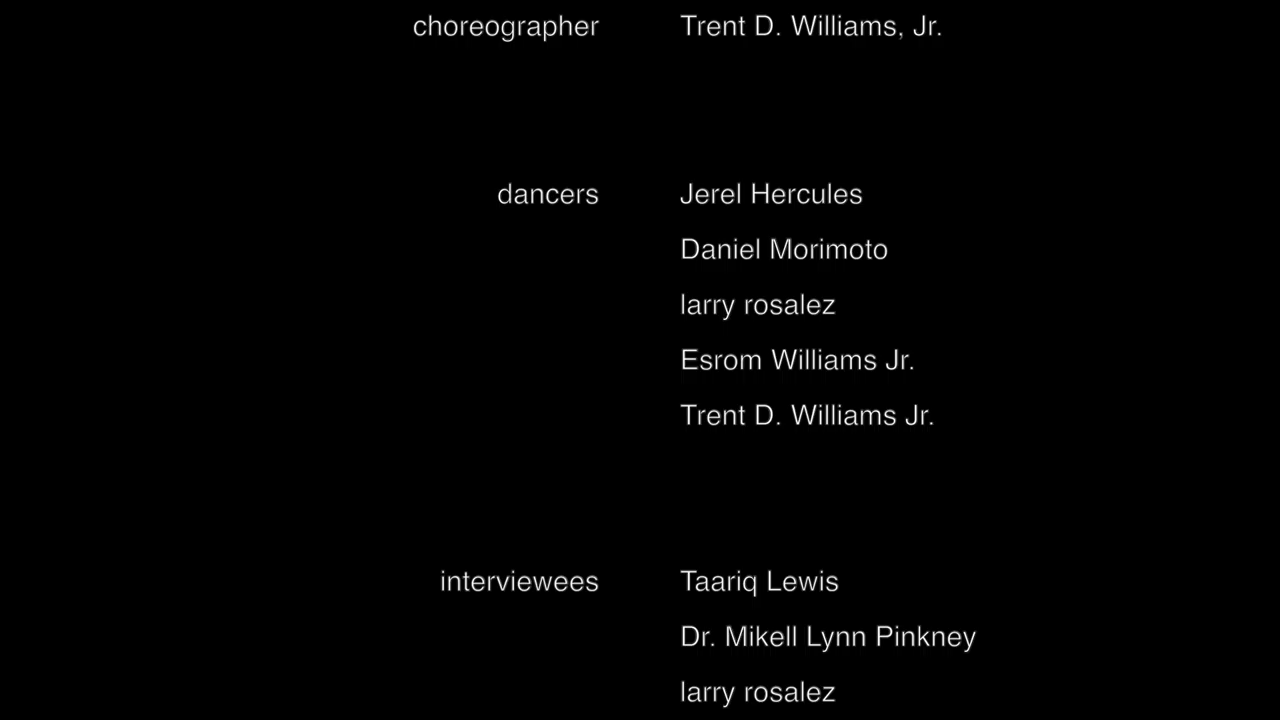 choreographer Trent D. Williams, Jr.
dancers Jerel Hercules
Daniel Morimoto
larry rosalez
Esrom Williams Jr.
Trent D. Williams Jr.
interviewees Taariq Lewis
Dr. Mikell Lynn Pinkney
larry rosalez